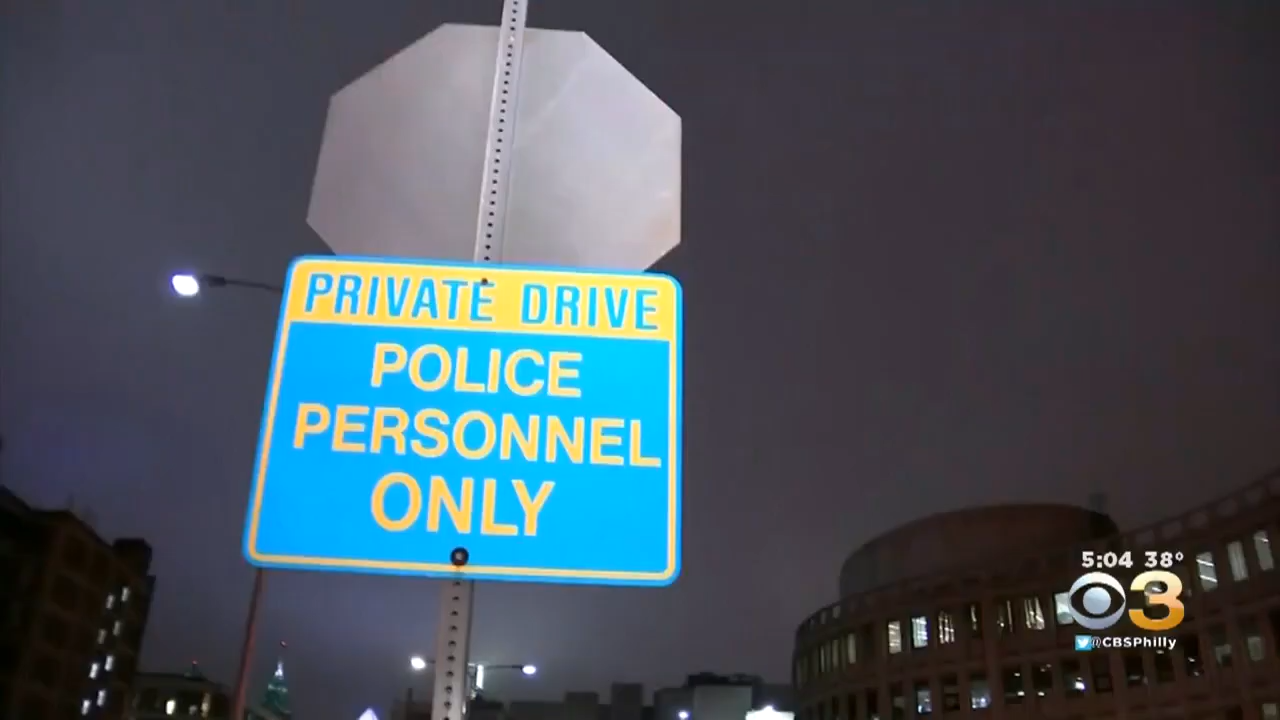 PRIVATE DRIVE
POLICE
PERSONNEL
ONLY
5:04 38°
3
@CBSPhilly